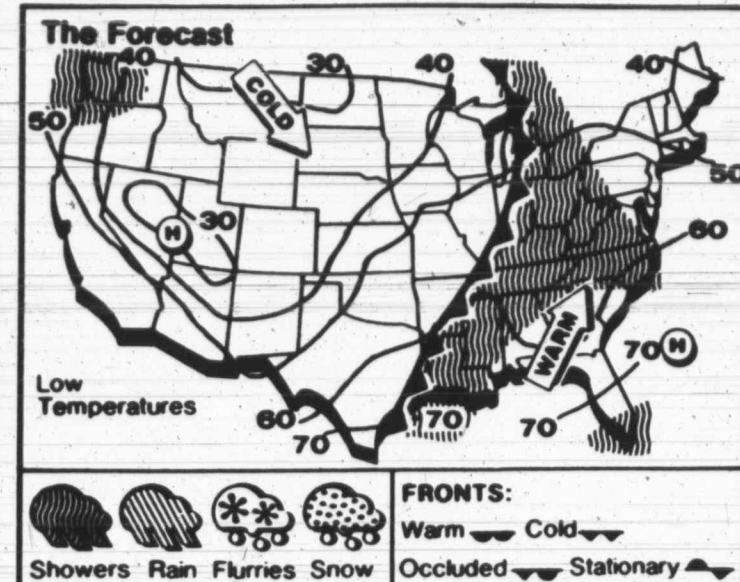 The Forecast
40
30
40
40
COLD
50
50
30
H
60
WARM
70 H
Low
Temperatures
60
70
70
70
Showers Rain Flurries Snow
FRONTS:
Warm Cold
Occluded Stationary